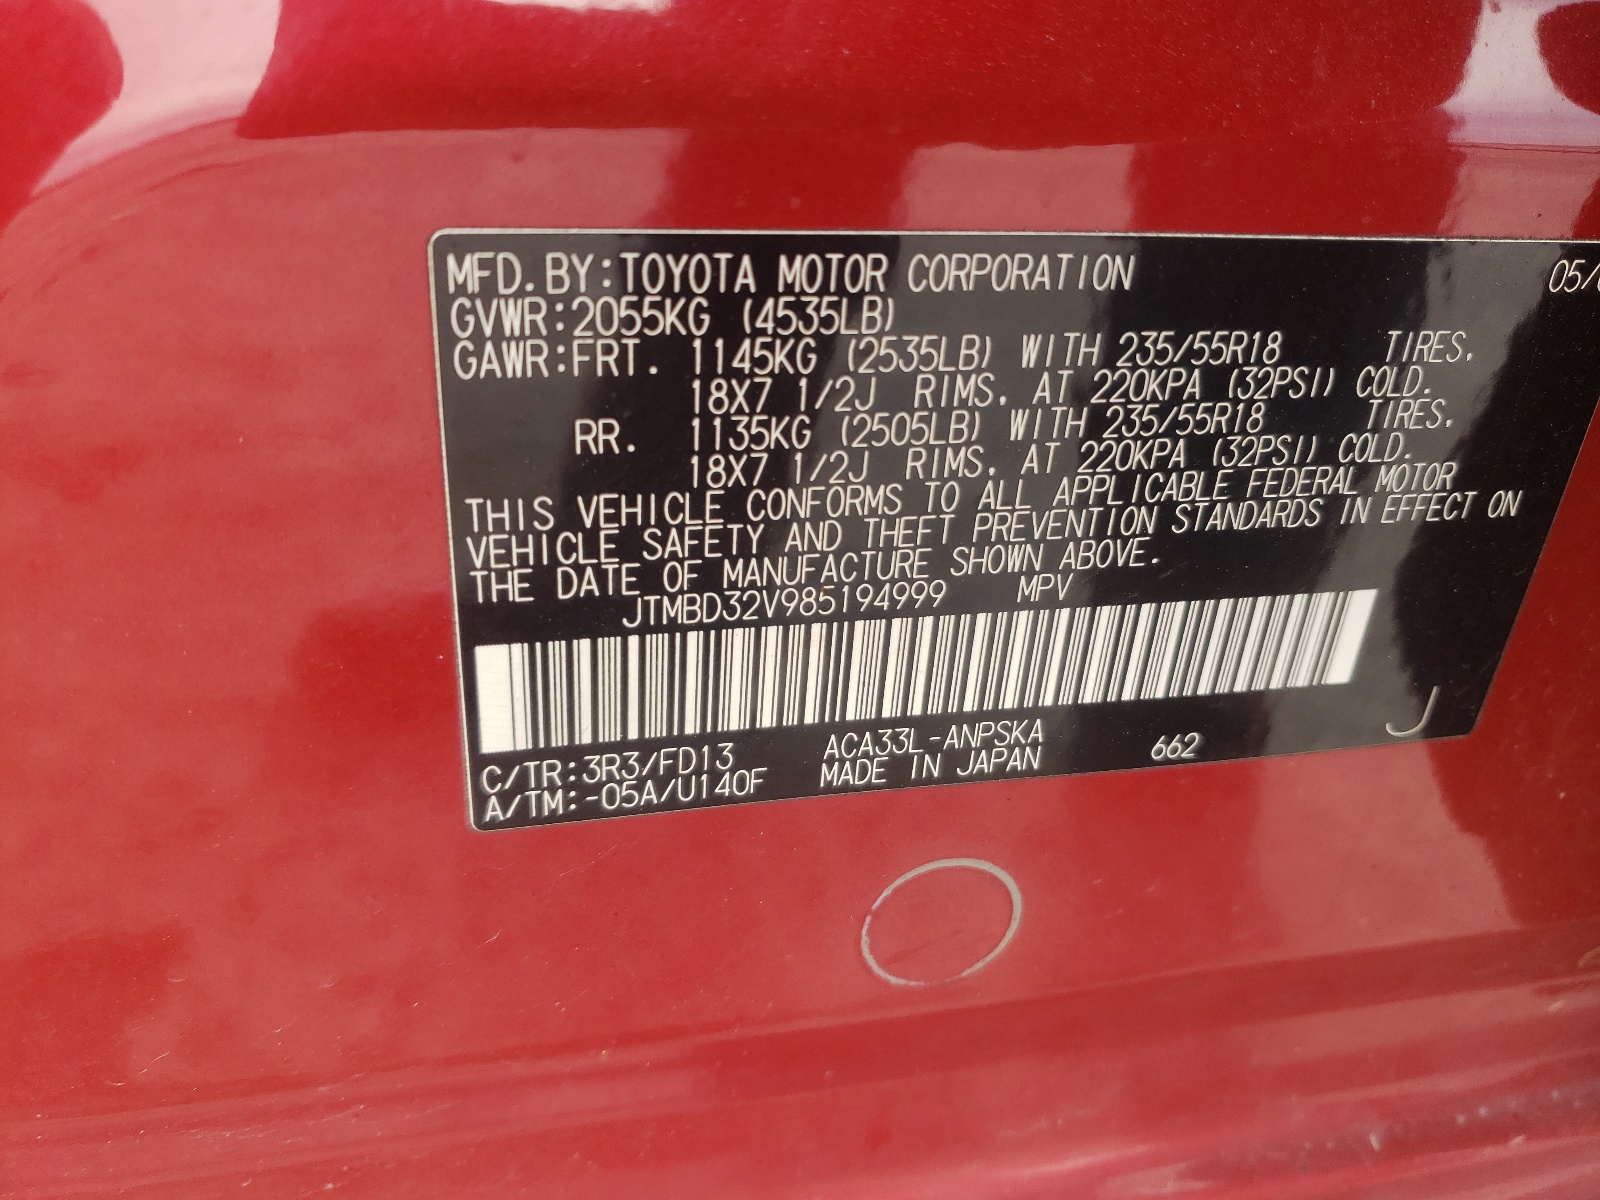 MFD. BY: TOYOTA MOTOR CORPORATION 05/
GVWR: 2055KG (4535LB)
GAWR: FRT. 1145KG (2535LB) WITH 235/55R18 TIRES.
18X7 1/2J RIMS. AT 220KPA (32PSI) COLD.
RR. 1135KG (2505LB) WITH 235/55R18 TIRES.
18X7 1/2J RIMS. AT 220KPA (32PSI) COLD.
THIS VEHICLE CONFORMS TO ALL APPLICABLE FEDERAL MOTOR
VEHICLE SAFETY AND THEFT PREVENTION STANDARDS IN EFFECT ON
THE DATE OF MANUFACTURE SHOWN ABOVE.
JTMBD32V985194999 MPV
J
C/TR: 3R3/FD13 ACA33L-ANPSKA 662
A/TM: -05A/U140F MADE IN JAPAN